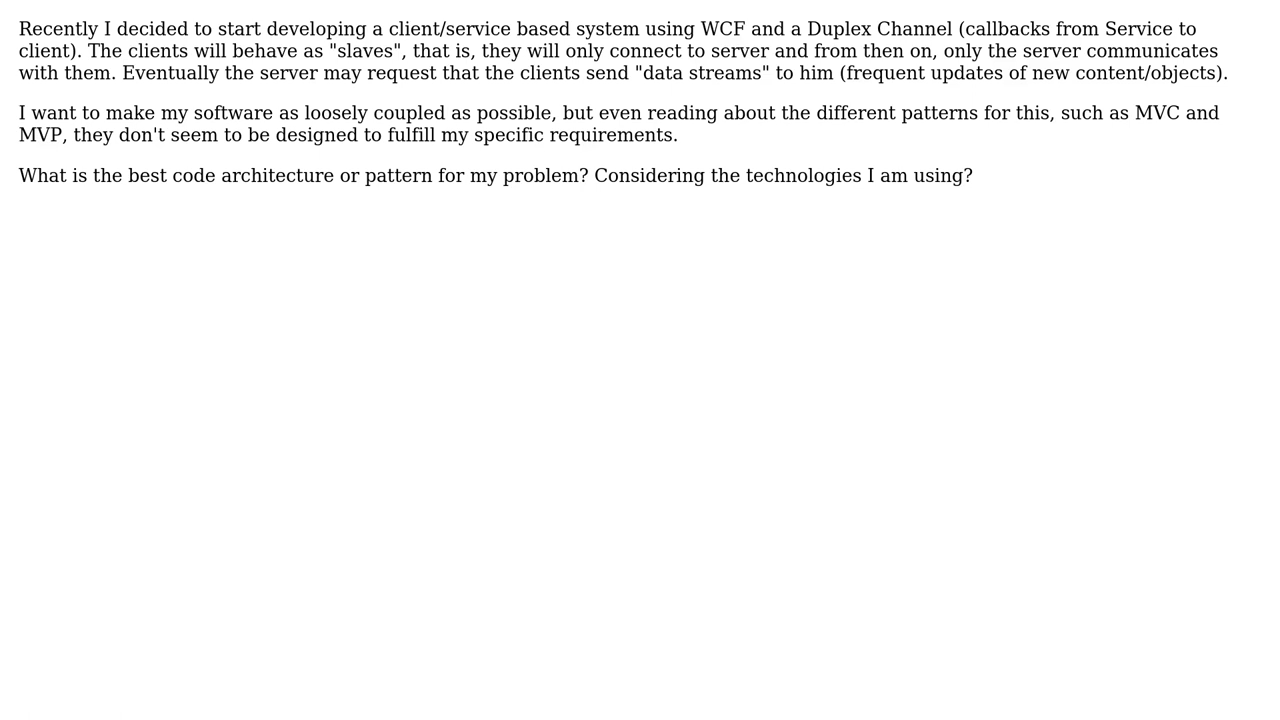 Recently I decided to start developing a client/service based system using WCF and a Duplex Channel (callbacks from Service to
client). The clients will behave as "slaves", that is, they will only connect to server and from then on, only the server communicates
with them. Eventually the server may request that the clients send "data streams" to him (frequent updates of new content/objects).
I want to make my software as loosely coupled as possible, but even reading about the different patterns for this, such as MVC and
MVP, they don't seem to be designed to fulfill my specific requirements.
What is the best code architecture or pattern for my problem? Considering the technologies I am using?